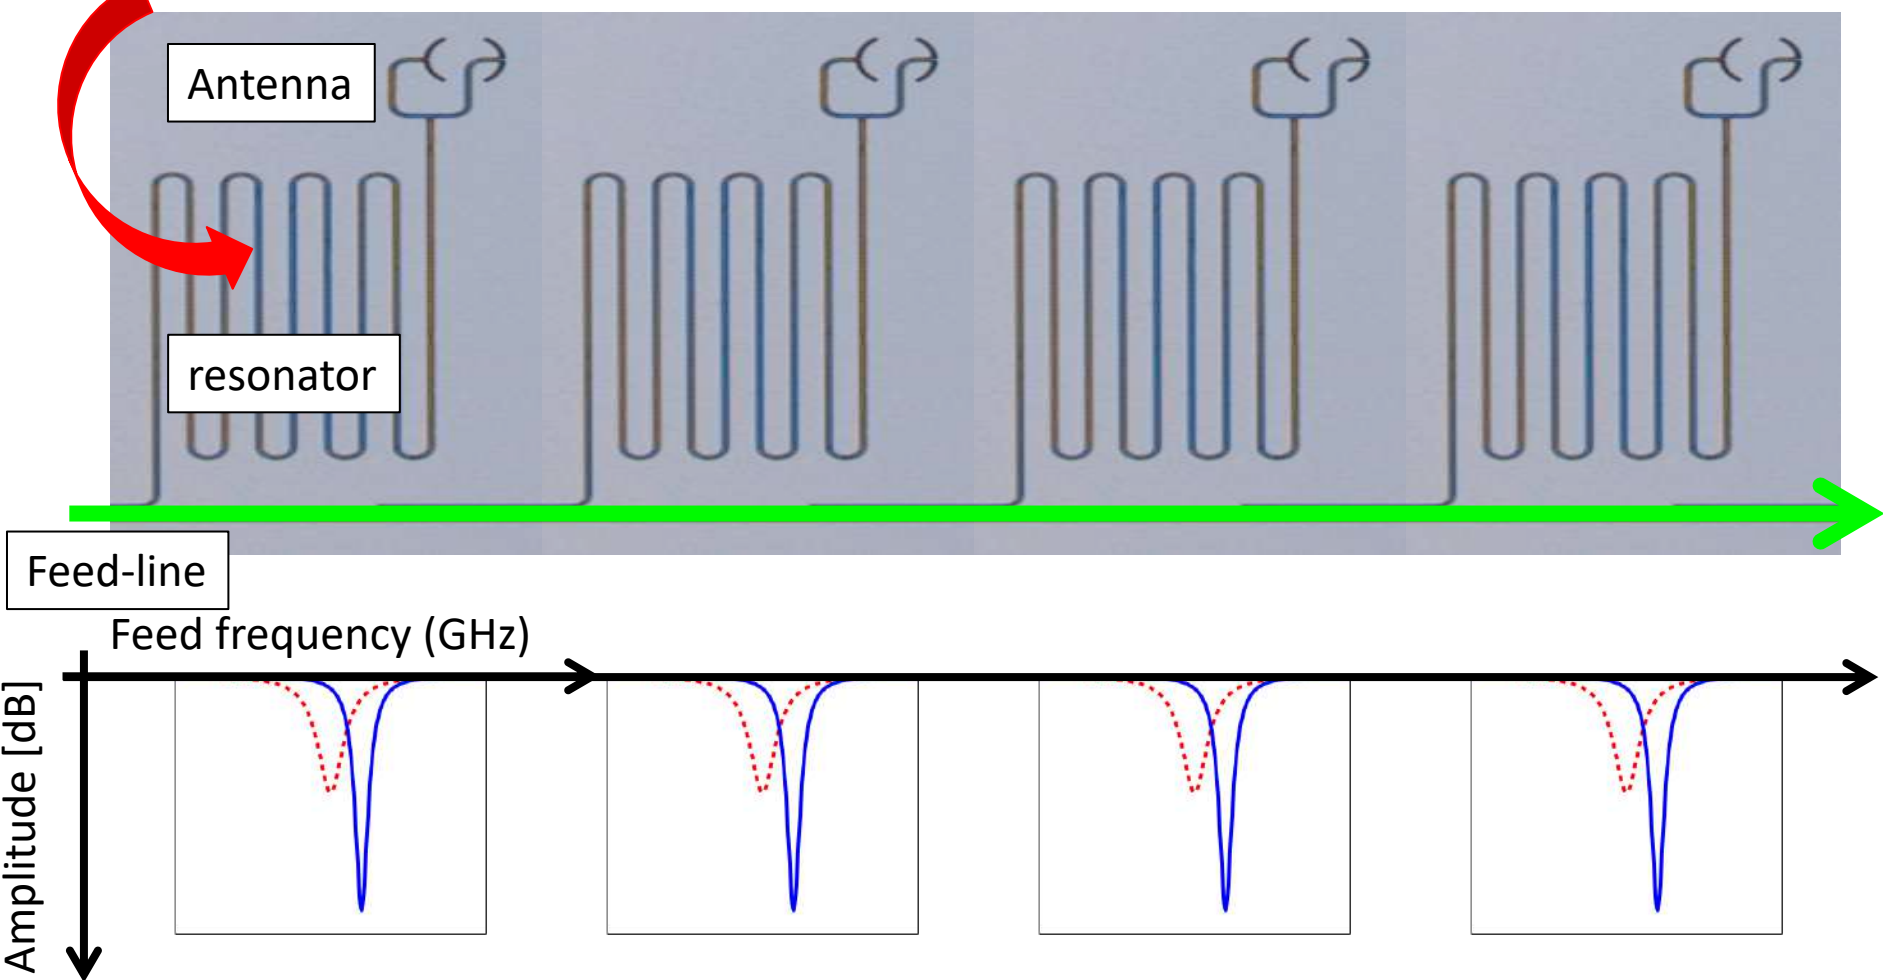 Antenna
resonator
Feed-line
Feed frequency (GHz)
Amplitude [dB]